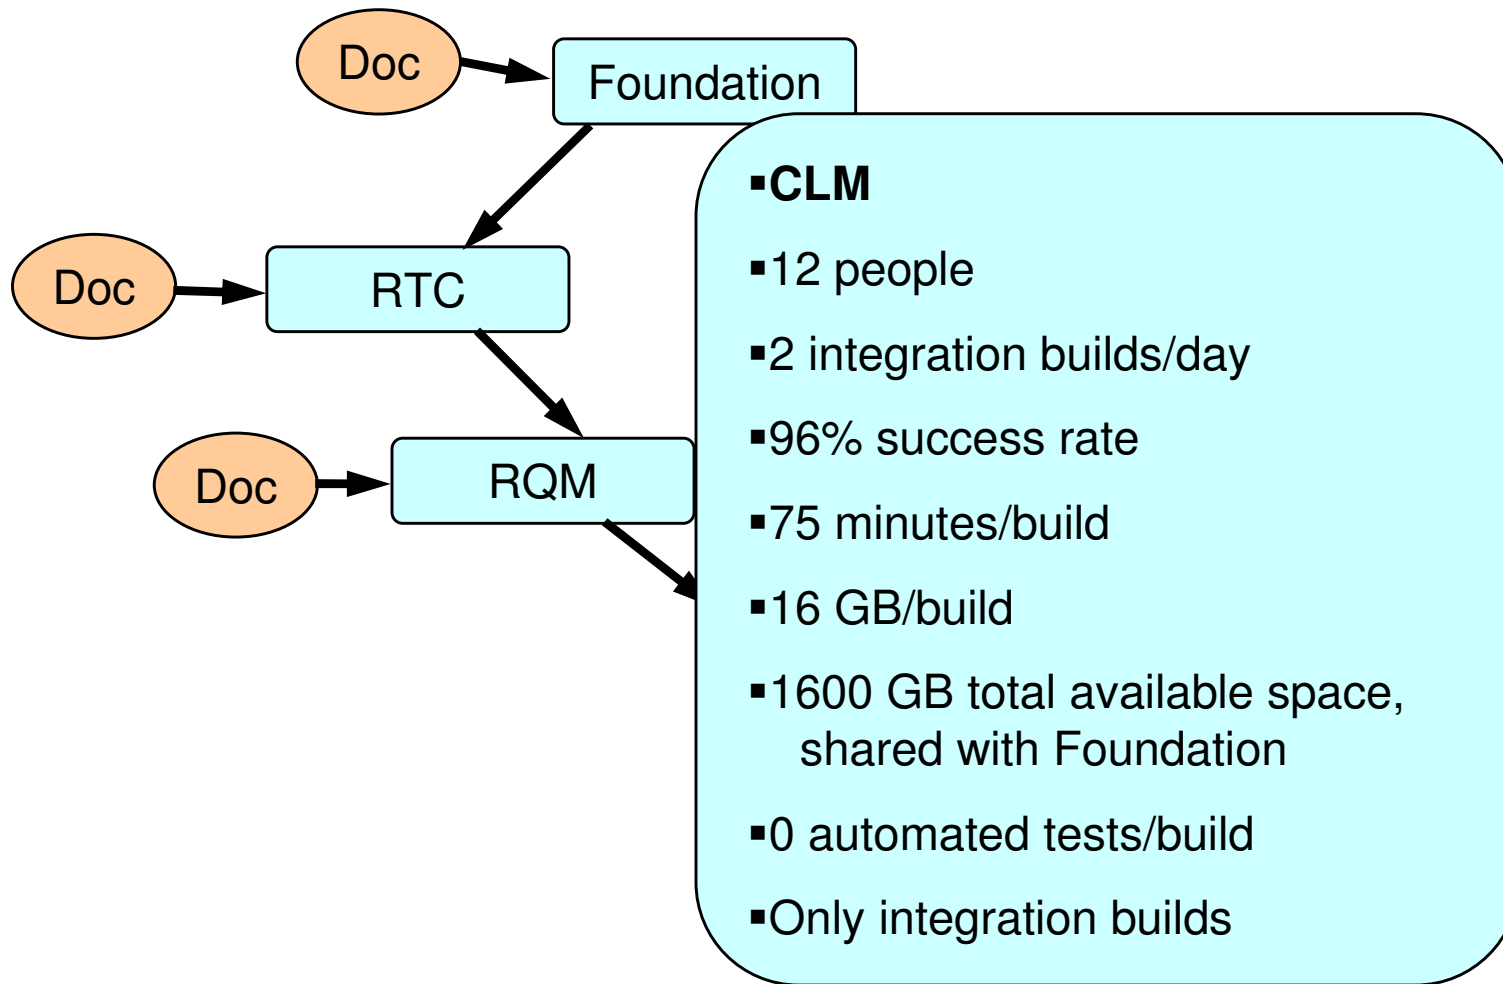 Doc
Foundation
Doc
RTC
Doc
RQM
▪CLM
▪12 people
▪2 integration builds/day
▪96% success rate
▪75 minutes/build
▪16 GB/build
▪1600 GB total available space,
shared with Foundation
▪0 automated tests/build
▪Only integration builds